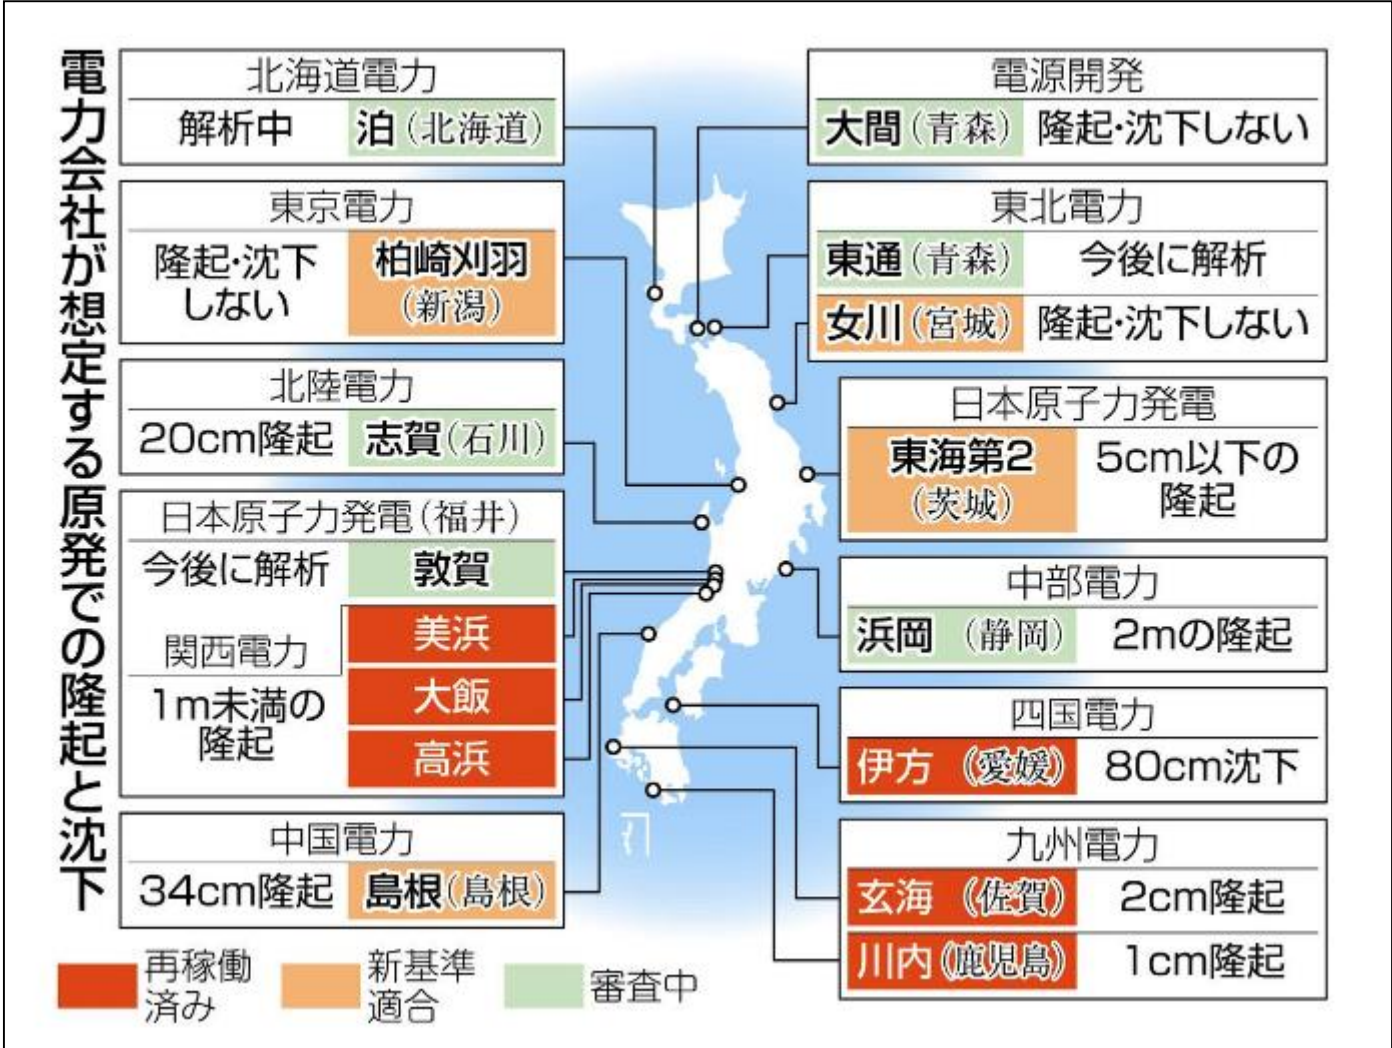 電力会社が想定する原発での隆起と沈下
北海道電力
解析中 泊(北海道)
東京電力
隆起・沈下
しない
柏崎刈羽
(新潟)
北陸電力
20cm隆起 志賀(石川)
日本原子力発電(福井)
今後に解析 敦賀
関西電力
1m未満の
隆起
美浜
大飯
高浜
中国電力
34cm隆起 島根(島根)
電源開発
大間(青森) 隆起・沈下しない
東北電力
東通(青森) 今後に解析
女川(宮城) 隆起・沈下しない
日本原子力発電
東海第2
(茨城)
5cm以下の
隆起
中部電力
浜岡 (静岡) 2mの隆起
四国電力
伊方 (愛媛) 80cm沈下
九州電力
玄海 (佐賀) 2cm隆起
川内(鹿児島) 1cm隆起
再稼働
済み
新基準
適合
審査中